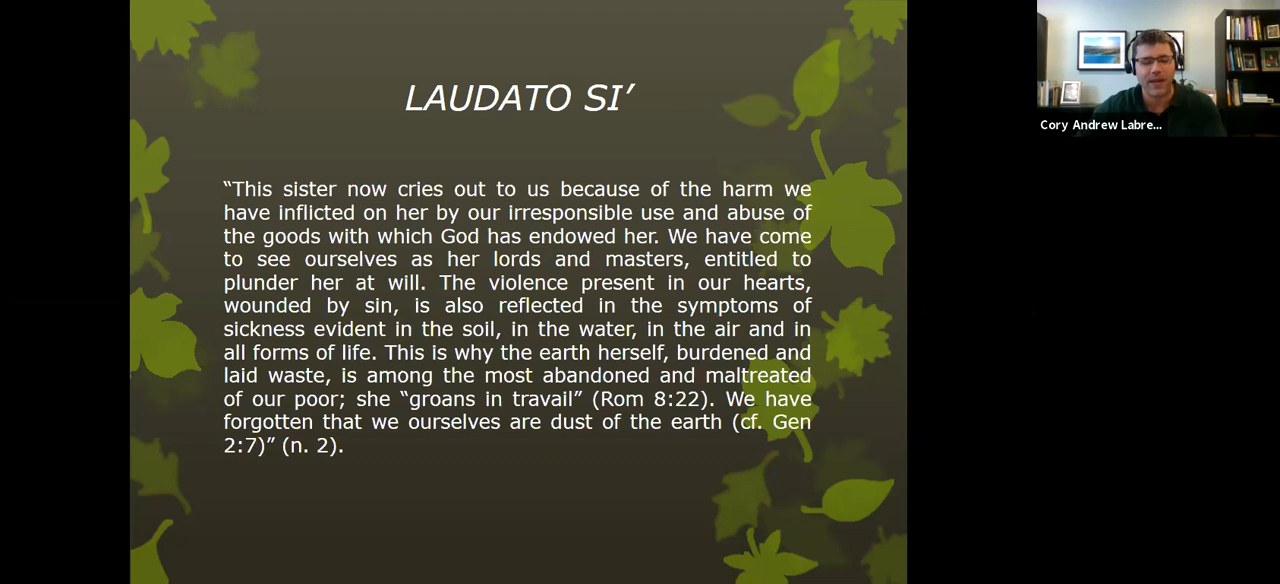 LAUDATO SI’
“This sister now cries out to us because of the harm we
have inflicted on her by our irresponsible use and abuse of
the goods with which God has endowed her. We have come
to see ourselves as her lords and masters, entitled to
plunder her at will. The violence present in our hearts,
wounded by sin, is also reflected in the symptoms of
sickness evident in the soil, in the water, in the air and in
all forms of life. This is why the earth herself, burdened and
laid waste, is among the most abandoned and maltreated
of our poor; she “groans in travail” (Rom 8:22). We have
forgotten that we ourselves are dust of the earth (cf. Gen
2:7)” (n. 2).
Cory Andrew Labre...